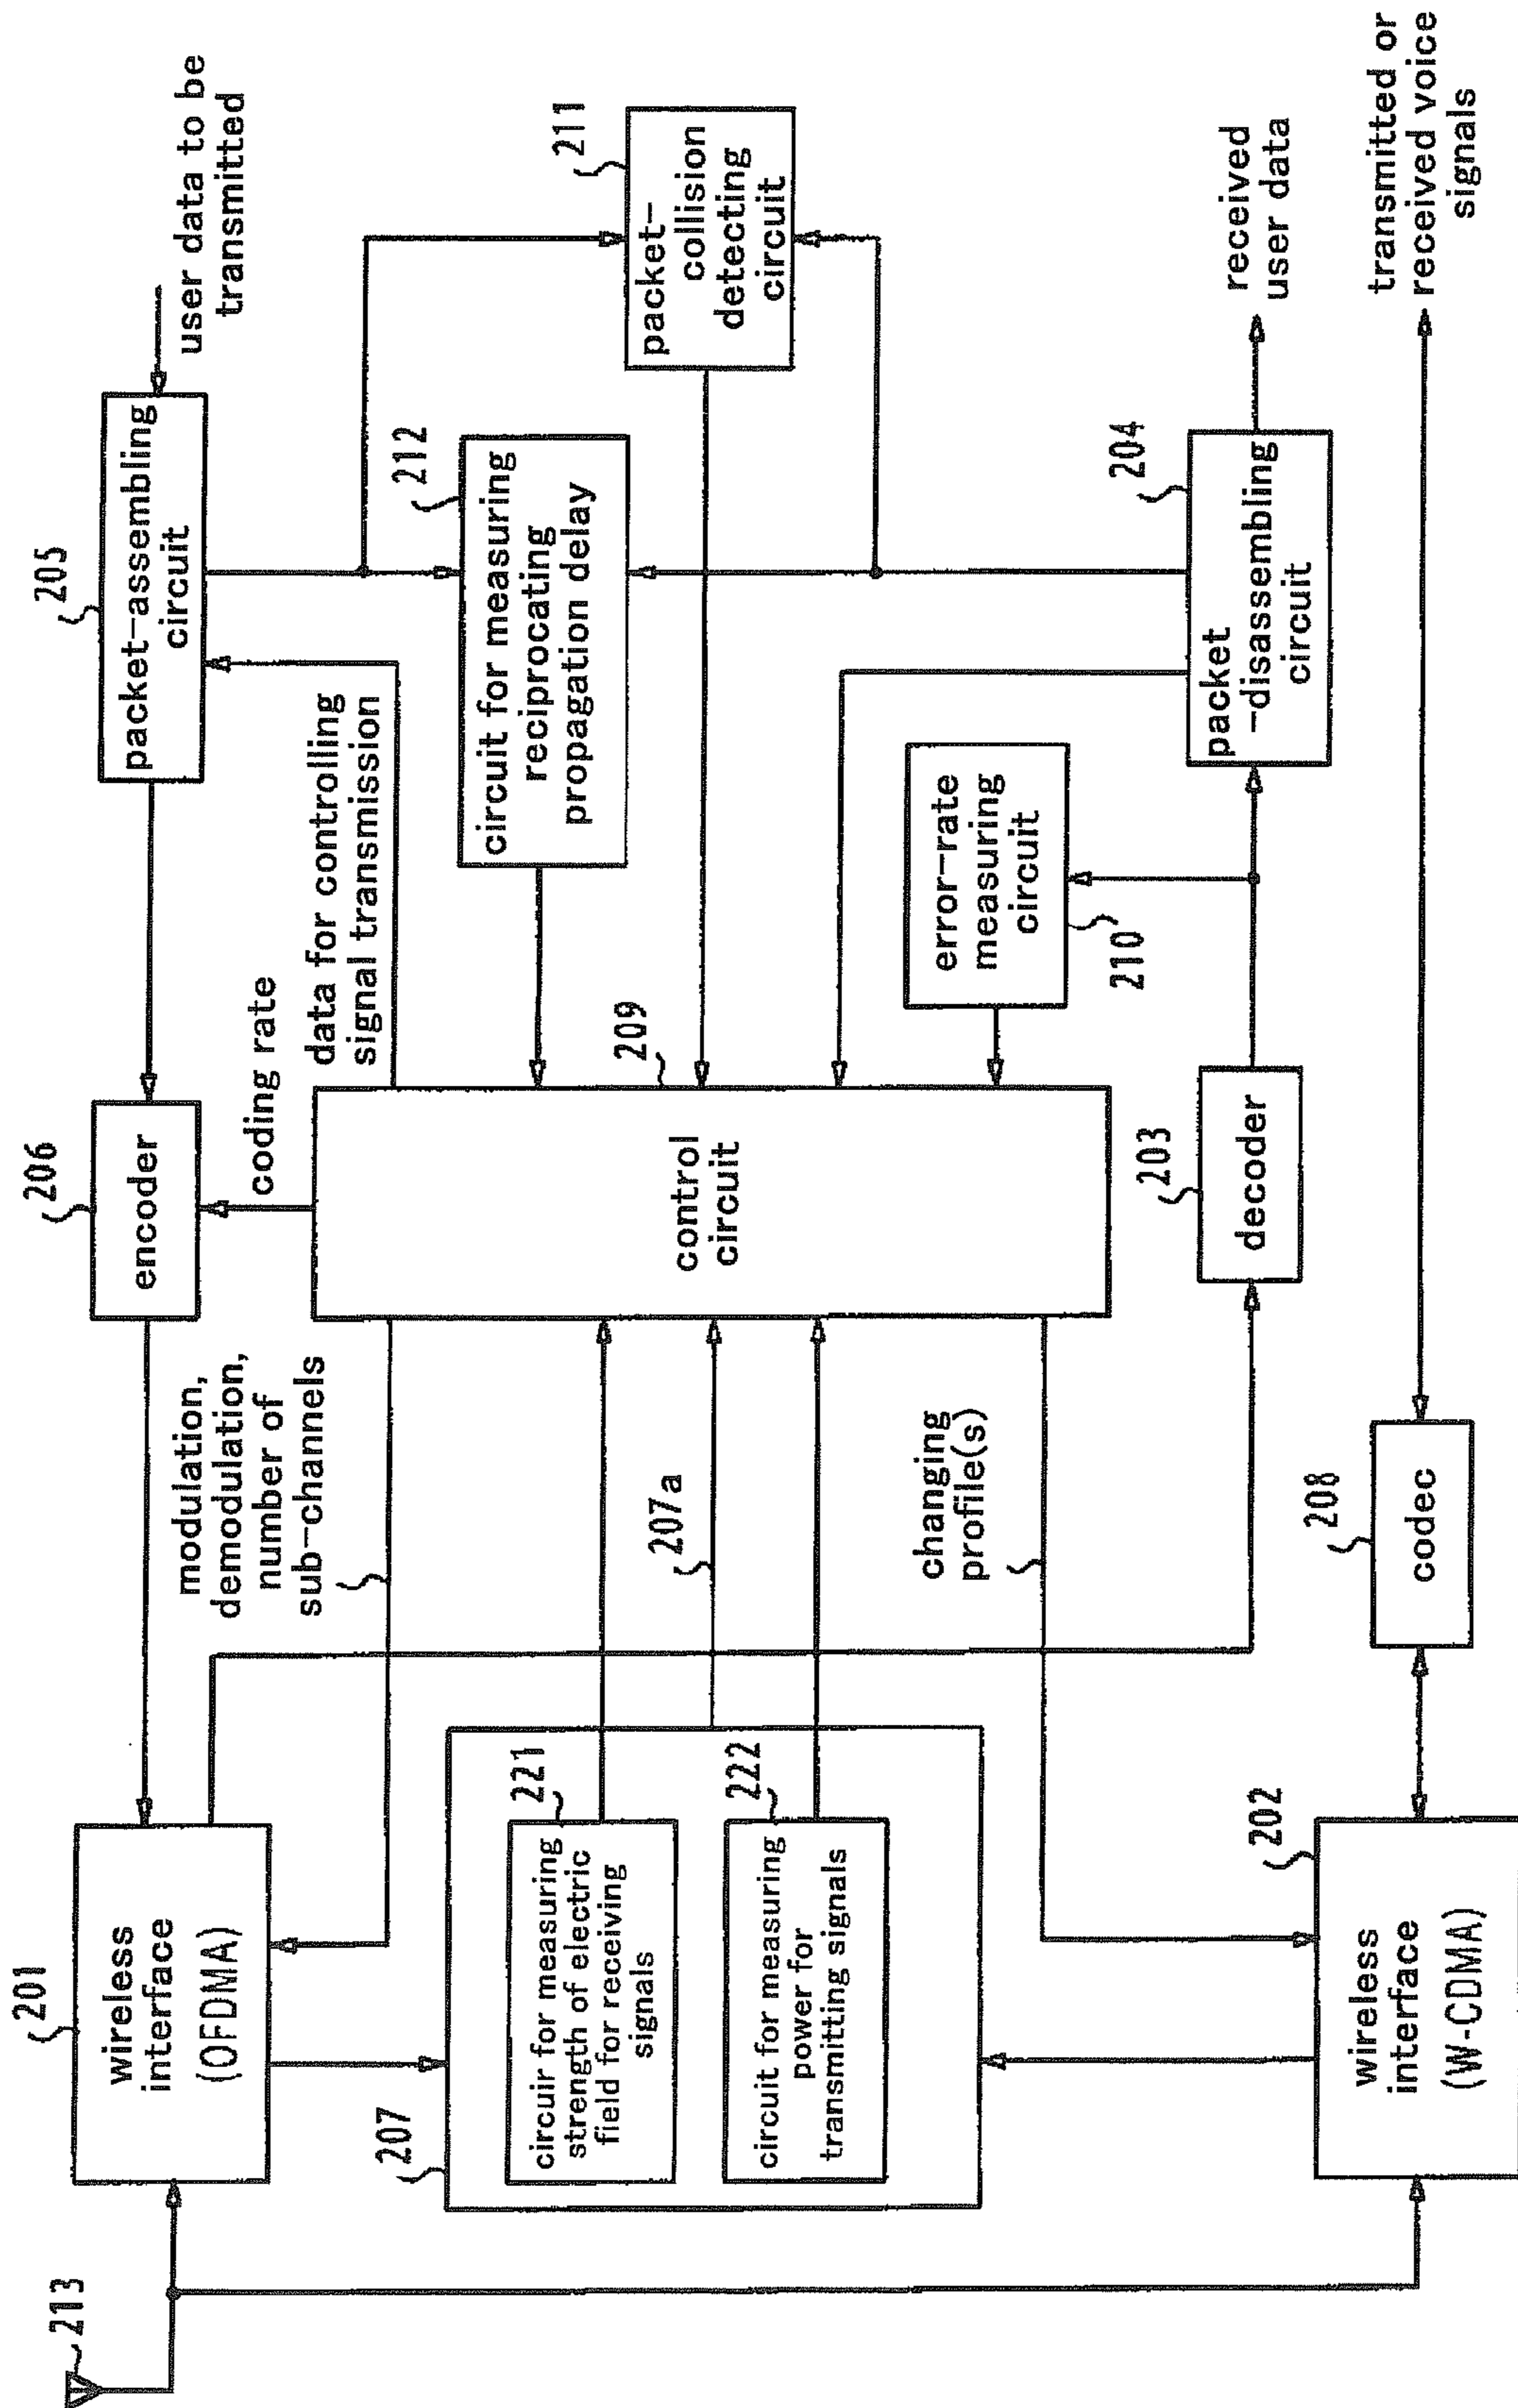 213
201
wireless
interface
(OFDMA)
modulation,
demodulation,
number of
sub-channels
206
encoder
coding rate
205
packet-assembling
circuit
user data to be
transmitted
data for controlling
signal transmission
207
circuir for measuring
strength of electric
field for receiving
signals
221
circuit for measuring
power for
transmitting signals
222
207a
209
control
circuit
212
circuit for measuring
reciprocating
propagation delay
211
packet-
collision
detecting
circuit
changing
profile(s)
error-rate
measuring
circuit
210
203
decoder
204
packet
-disassembling
circuit
received
user data
202
wireless
interface
(W-CDMA)
208
codec
transmitted or
received voice
signals